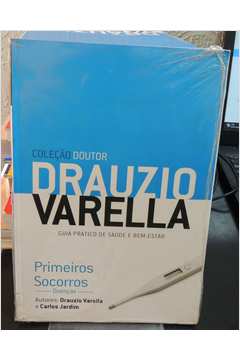 COLEÇÃO DOUTOR
DRAUZIO
VARELLA
GUIA PRÁTICO DE SAÚDE E BEM-ESTAR
Primeiros
Socorros
Autores: Drauzio Varella
e Carlos Jardim